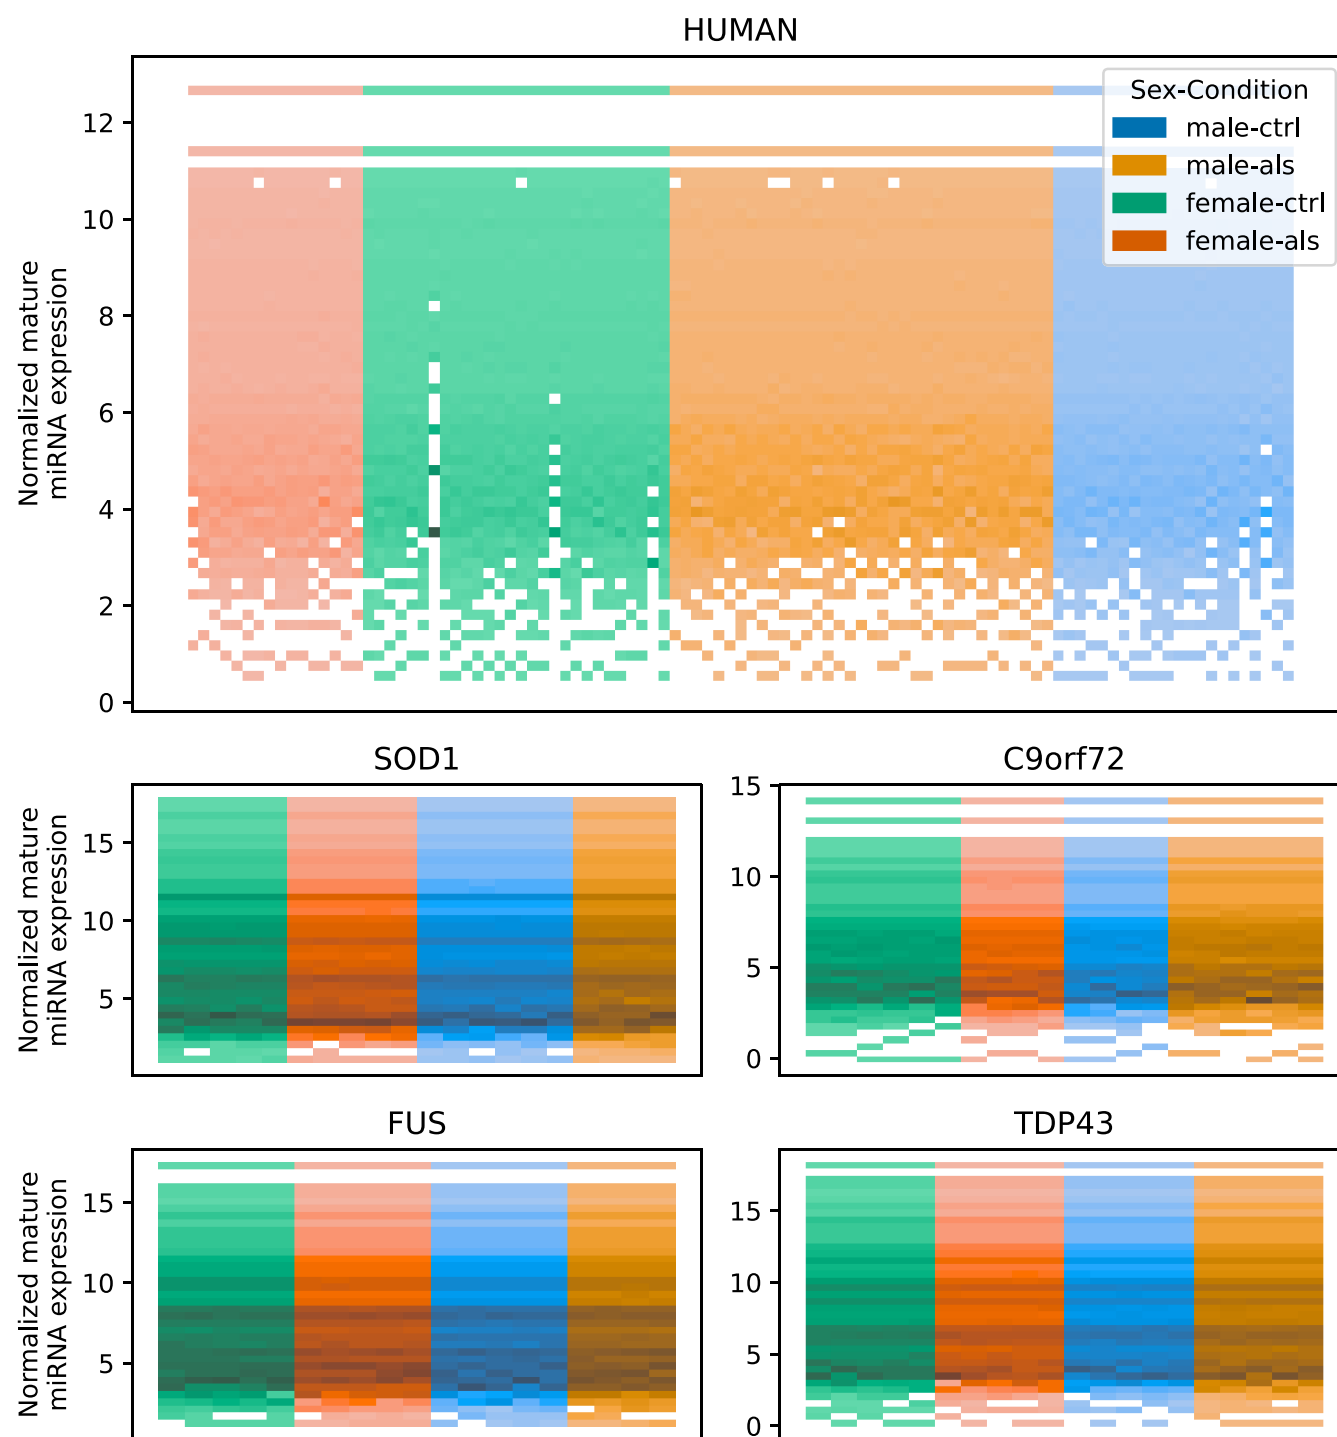 HUMAN
Normalized mature
miRNA expression
12
10
8
6
4
2
0
Sex-Condition
male-ctrl
male-als
female-ctrl
female-als
SOD1
Normalized mature
miRNA expression
15
10
5
C9orf72
15
10
5
0
FUS
Normalized mature
miRNA expression
15
10
5
TDP43
15
10
5
0